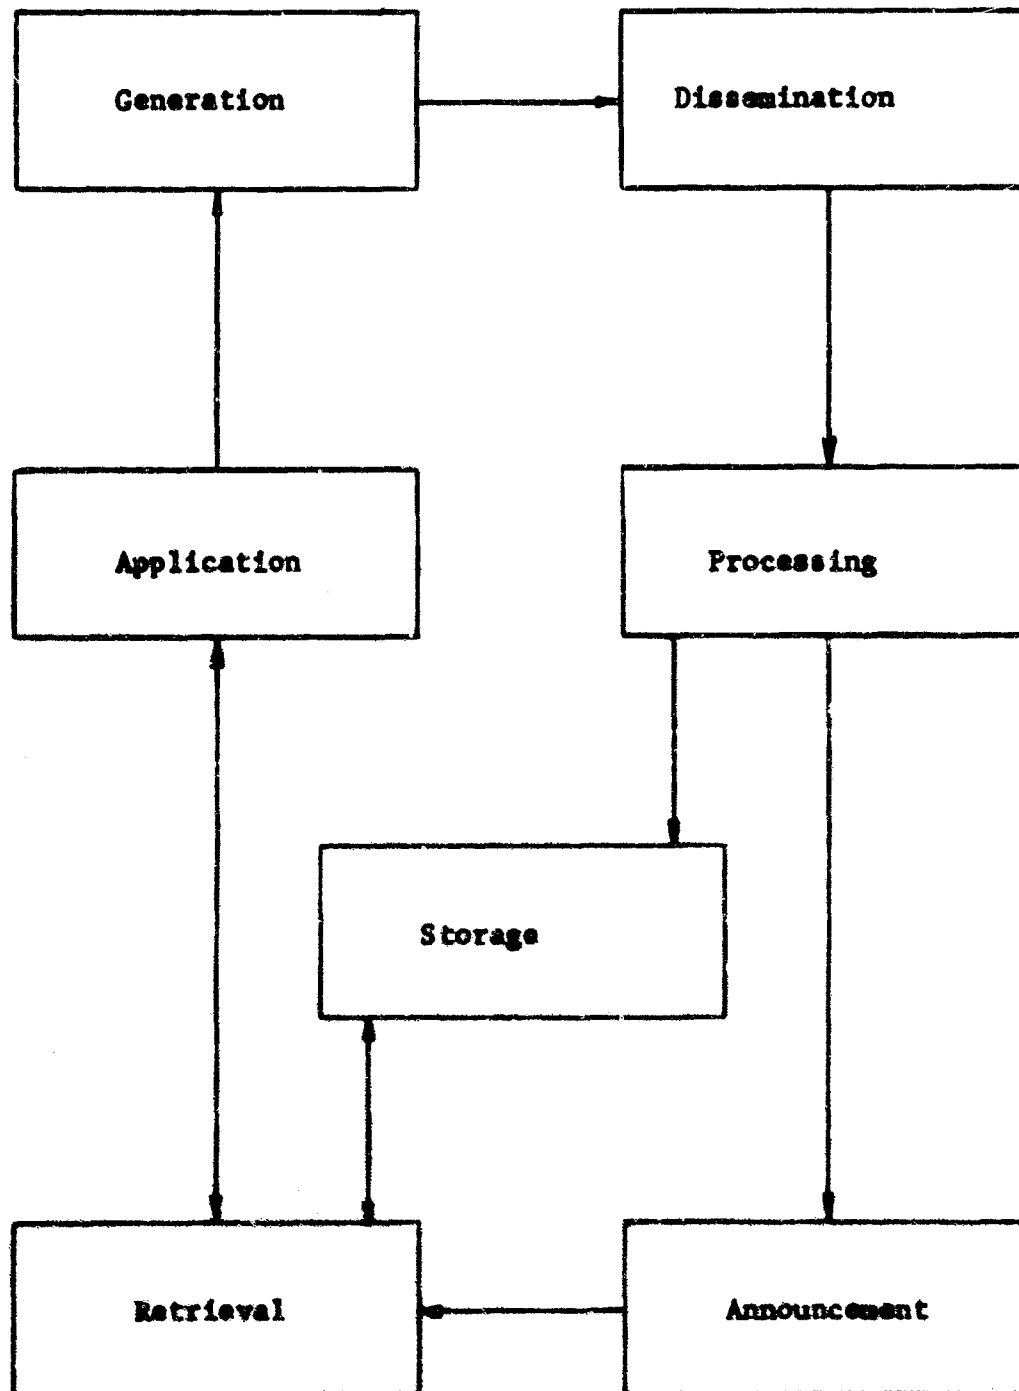 Generation
Dissemination
Application
Processing
Storage
Retrieval
Announcement